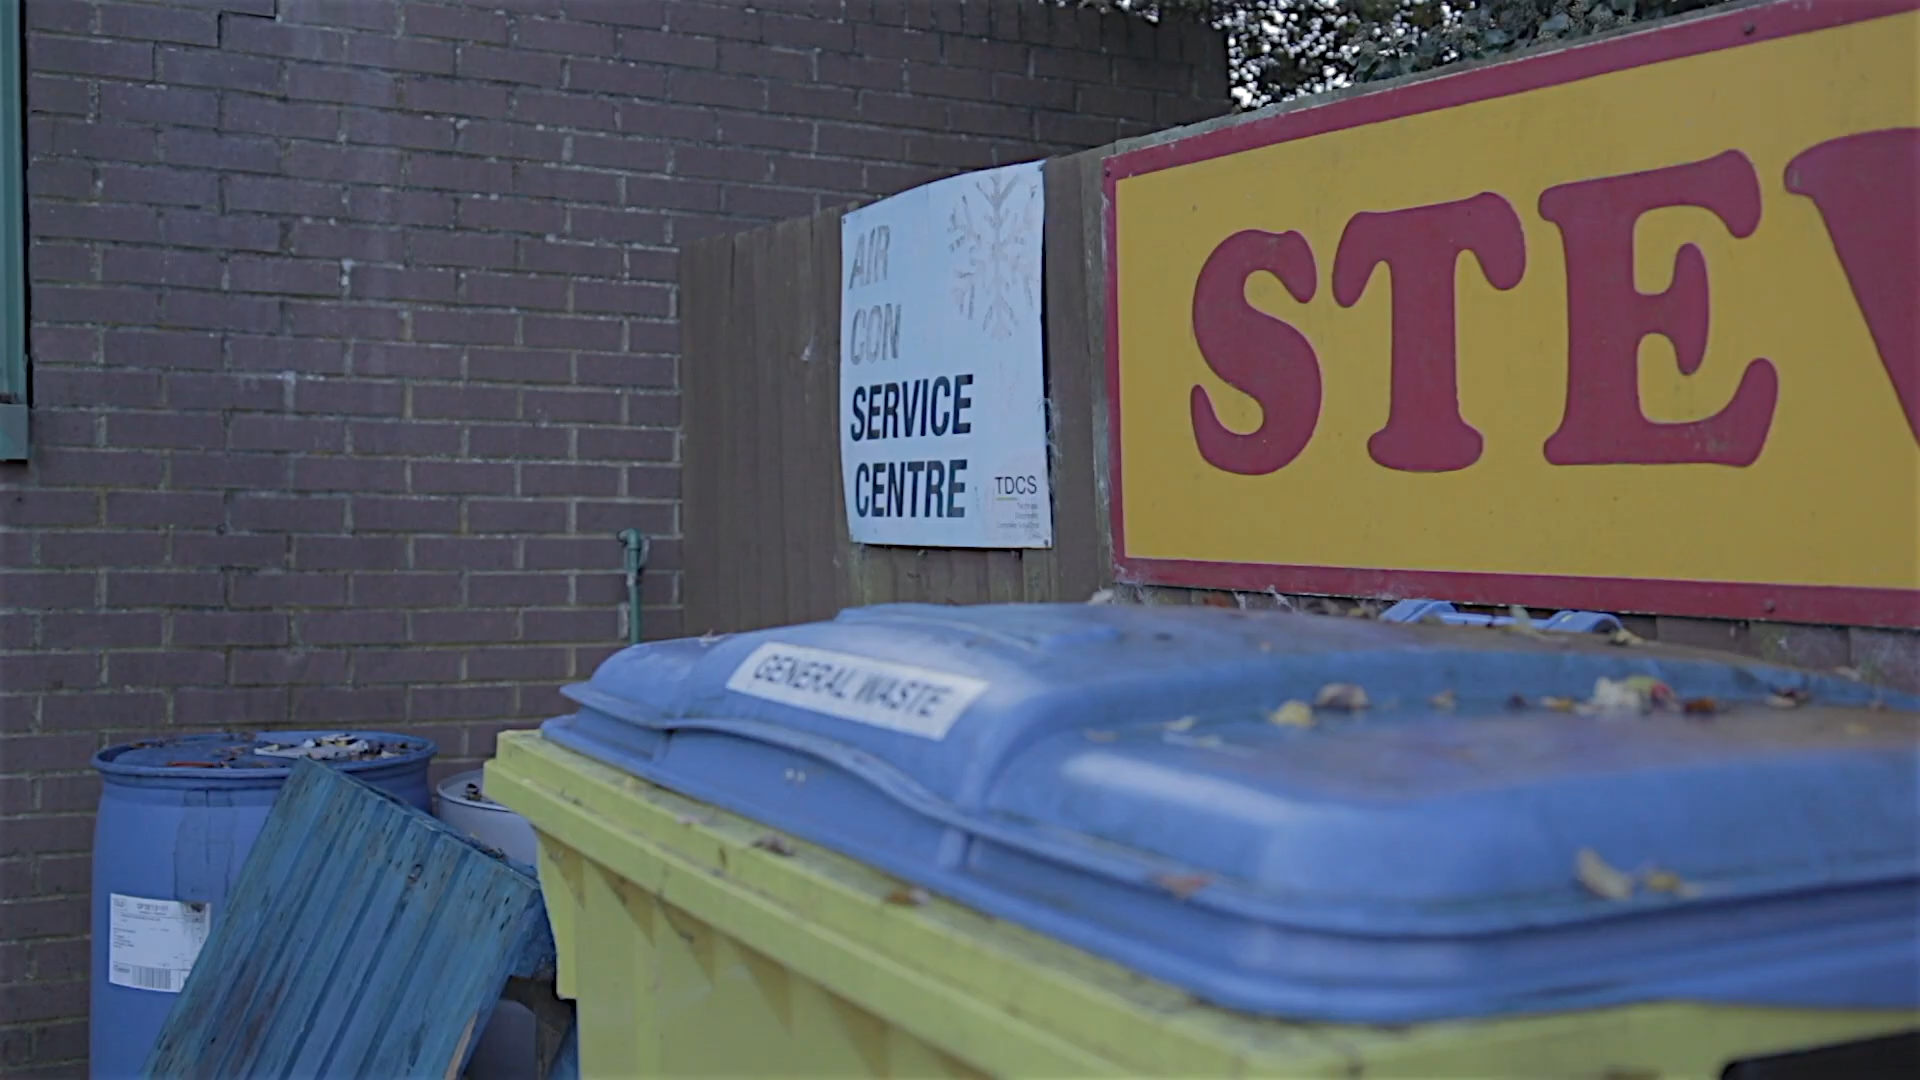 AIR
CON
SERVICE
CENTRE
TDCS
STEV
GENERAL WASTE